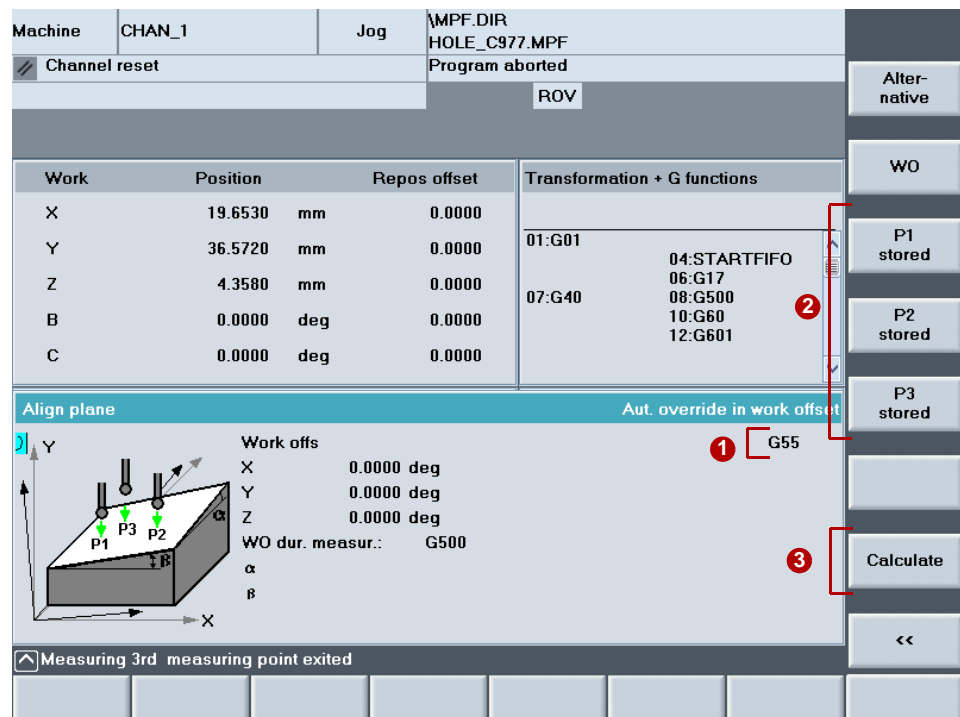 Machine CHAN_1 Jog \MPF.DIR
HOLE_C977.MPF
Channel reset Program aborted
ROV
Alter-
native
WO
P1
stored
P2
stored
P3
stored
Calculate
<<
Work Position Repos offset
X 19.6530 mm 0.0000
Y 36.5720 mm 0.0000
Z 4.3580 mm 0.0000
B 0.0000 deg 0.0000
C 0.0000 deg 0.0000
Transformation + G functions
01:G01
04:STARTFIFO
06:G17
07:G40 08:G500
10:G60
12:G601
2
Align plane Aut. override in work offset
Work offs 1 G55
X 0.0000 deg
Y 0.0000 deg
Z 0.0000 deg
WO dur. measur.: G500
α
β
Y
P1 P3 P2
α
β
X
3
Measuring 3rd measuring point exited